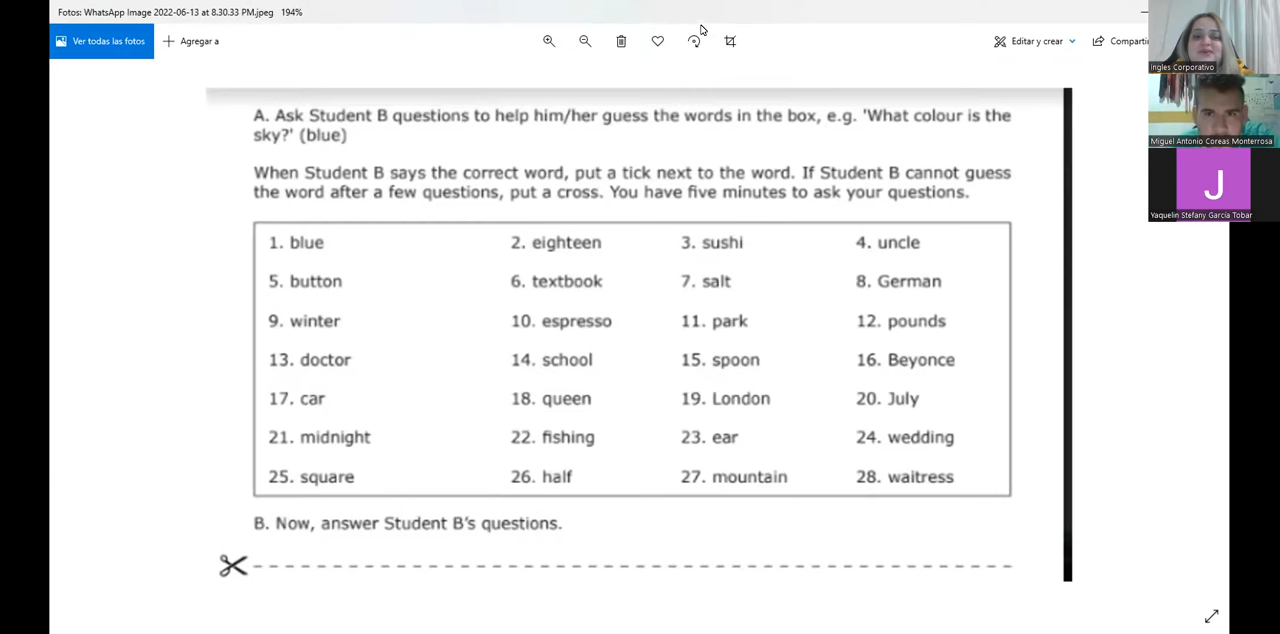 Fotos: WhatsApp Image 2022-06-13 at 8.30.33 PM.jpeg 194%
Ver todas las fotos
Agregar a
Editar y crear
Comparti
A. Ask Student B questions to help him/her guess the words in the box, e.g. 'What colour is the
sky?' (blue)
When Student B says the correct word, put a tick next to the word. If Student B cannot guess
the word after a few questions, put a cross. You have five minutes to ask your questions.
1. blue 2. eighteen 3. sushi 4. uncle
5. button 6. textbook 7. salt 8. German
9. winter 10. espresso 11. park 12. pounds
13. doctor 14. school 15. spoon 16. Beyonce
17. car 18. queen 19. London 20. July
21. midnight 22. fishing 23. ear 24. wedding
25. square 26. half 27. mountain 28. waitress
B. Now, answer Student B's questions.
Ingles Corporativo
Miguel Antonio Coreas Monterrosa
J
Yaquelin Stefany García Tobar